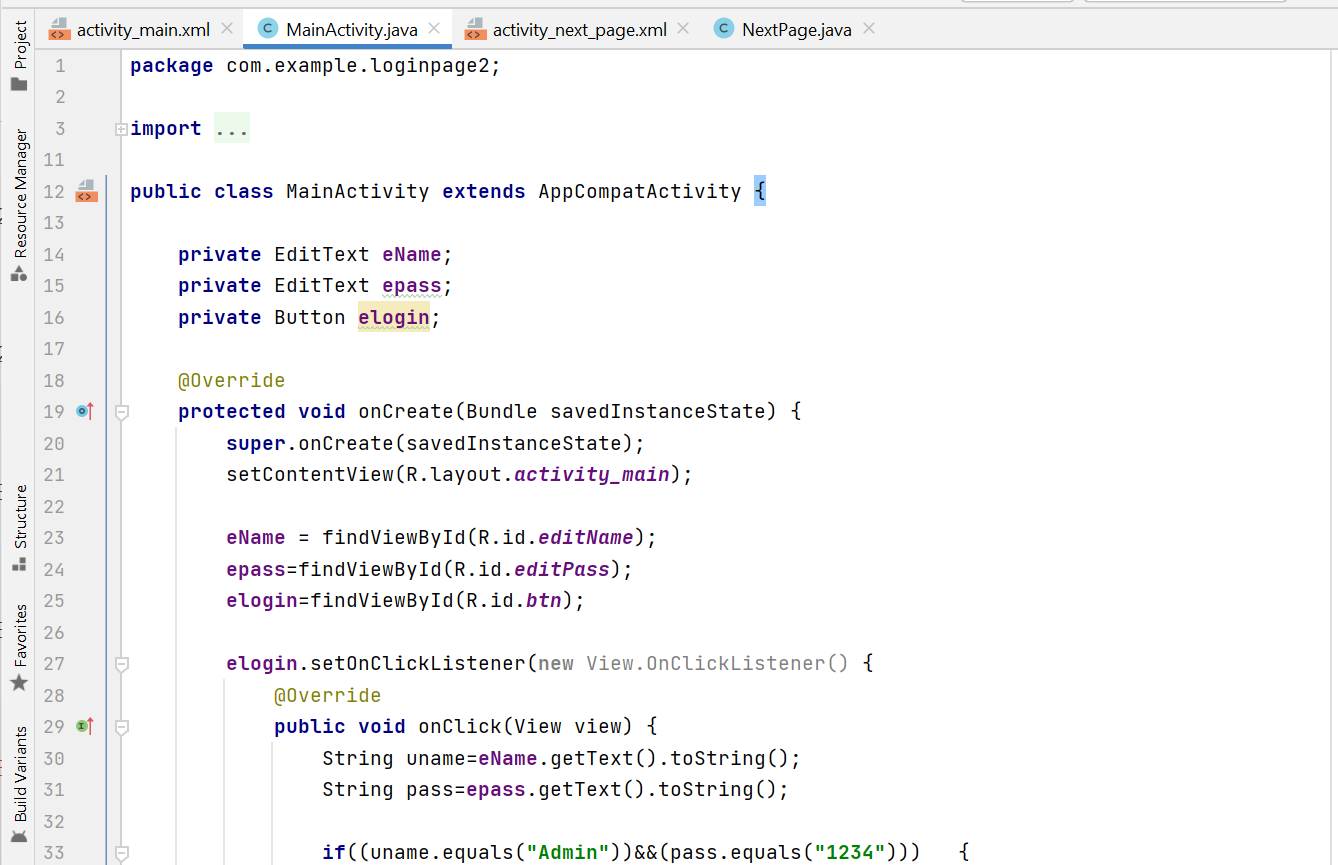 activity_main.xml MainActivity.java activity_next_page.xml NextPage.java
Project
Resource Manager
Structure
Favorites
Build Variants
1 package com.example.loginpage2;
2
3 import ...
11
12 public class MainActivity extends AppCompatActivity {
13
14 private EditText eName;
15 private EditText epass;
16 private Button elogin;
17
18 @Override
19 protected void onCreate(Bundle savedInstanceState) {
20 super.onCreate(savedInstanceState);
21 setContentView(R.layout.activity_main);
22
23 eName = findViewById(R.id.editName);
24 epass=findViewById(R.id.editPass);
25 elogin=findViewById(R.id.btn);
26
27 elogin.setOnClickListener(new View.OnClickListener() {
28 @Override
29 public void onClick(View view) {
30 String uname=eName.getText().toString();
31 String pass=epass.getText().toString();
32
33 if((uname.equals("Admin"))&&(pass.equals("1234"))) {